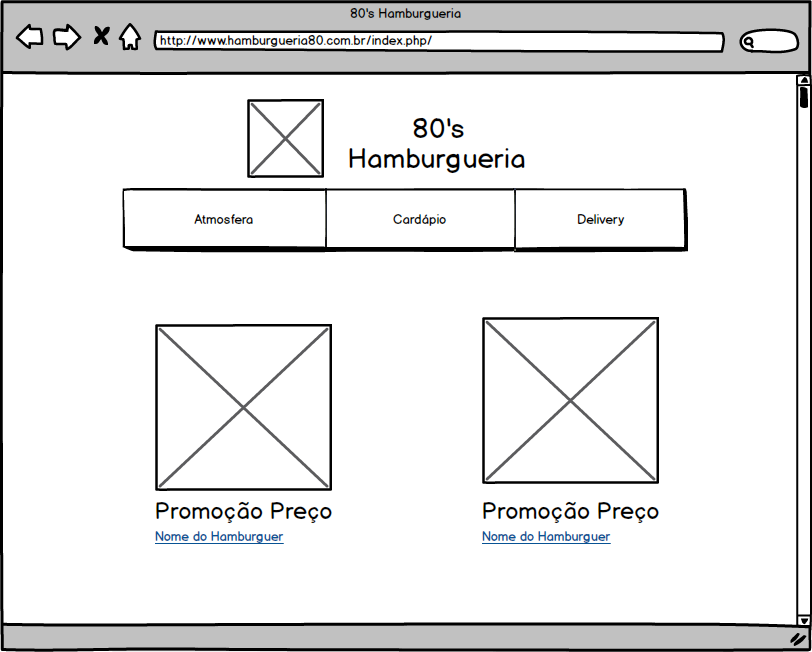 80's Hamburgueria
http://www.hamburgueria80.com.br/index.php/
80's
Hamburgueria
Atmosfera
Cardápio
Delivery
Promoção Preço
Nome do Hamburguer
Promoção Preço
Nome do Hamburguer